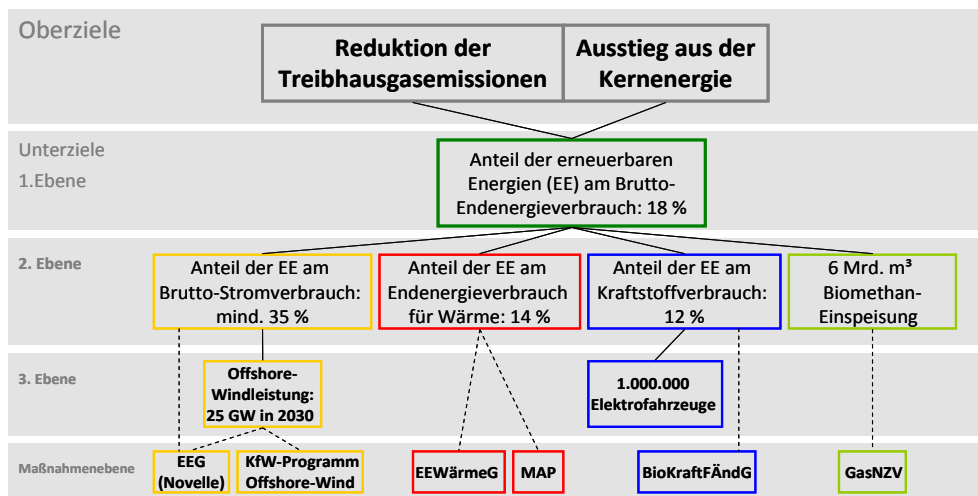 Oberziele
Reduktion der
Treibhausgasemissionen
Ausstieg aus der
Kernenergie
Unterziele
1.Ebene
Anteil der erneuerbaren
Energien (EE) am Brutto-
Endenergieverbrauch: 18 %
2. Ebene
Anteil der EE am
Brutto-Stromverbrauch:
mind. 35 %
Anteil der EE am
Endenergieverbrauch
für Wärme: 14 %
Anteil der EE am
Kraftstoffverbrauch:
12 %
6 Mrd. m³
Biomethan-
Einspeisung
3. Ebene
Offshore-
Windleistung:
25 GW in 2030
1.000.000
Elektrofahrzeuge
Maßnahmenebene
EEG
(Novelle)
KfW-Programm
Offshore-Wind
EEWärmeG
MAP
BioKraftFÄndG
GasNZV